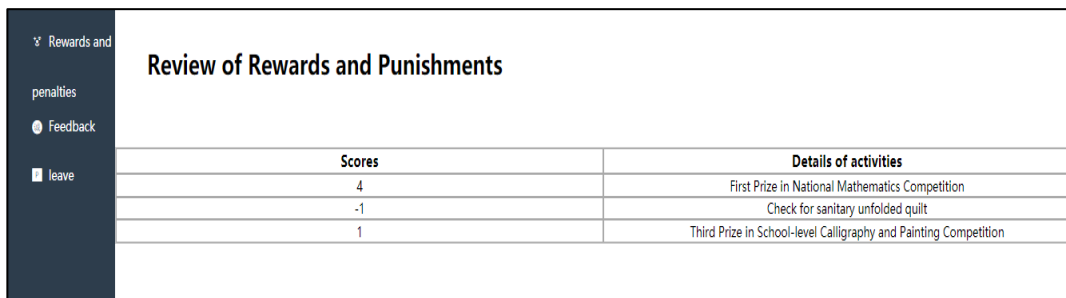 Rewards and
penalties
Feedback
leave
Review of Rewards and Punishments
Scores Details of activities
4 First Prize in National Mathematics Competition
-1 Check for sanitary unfolded quilt
1 Third Prize in School-level Calligraphy and Painting Competition